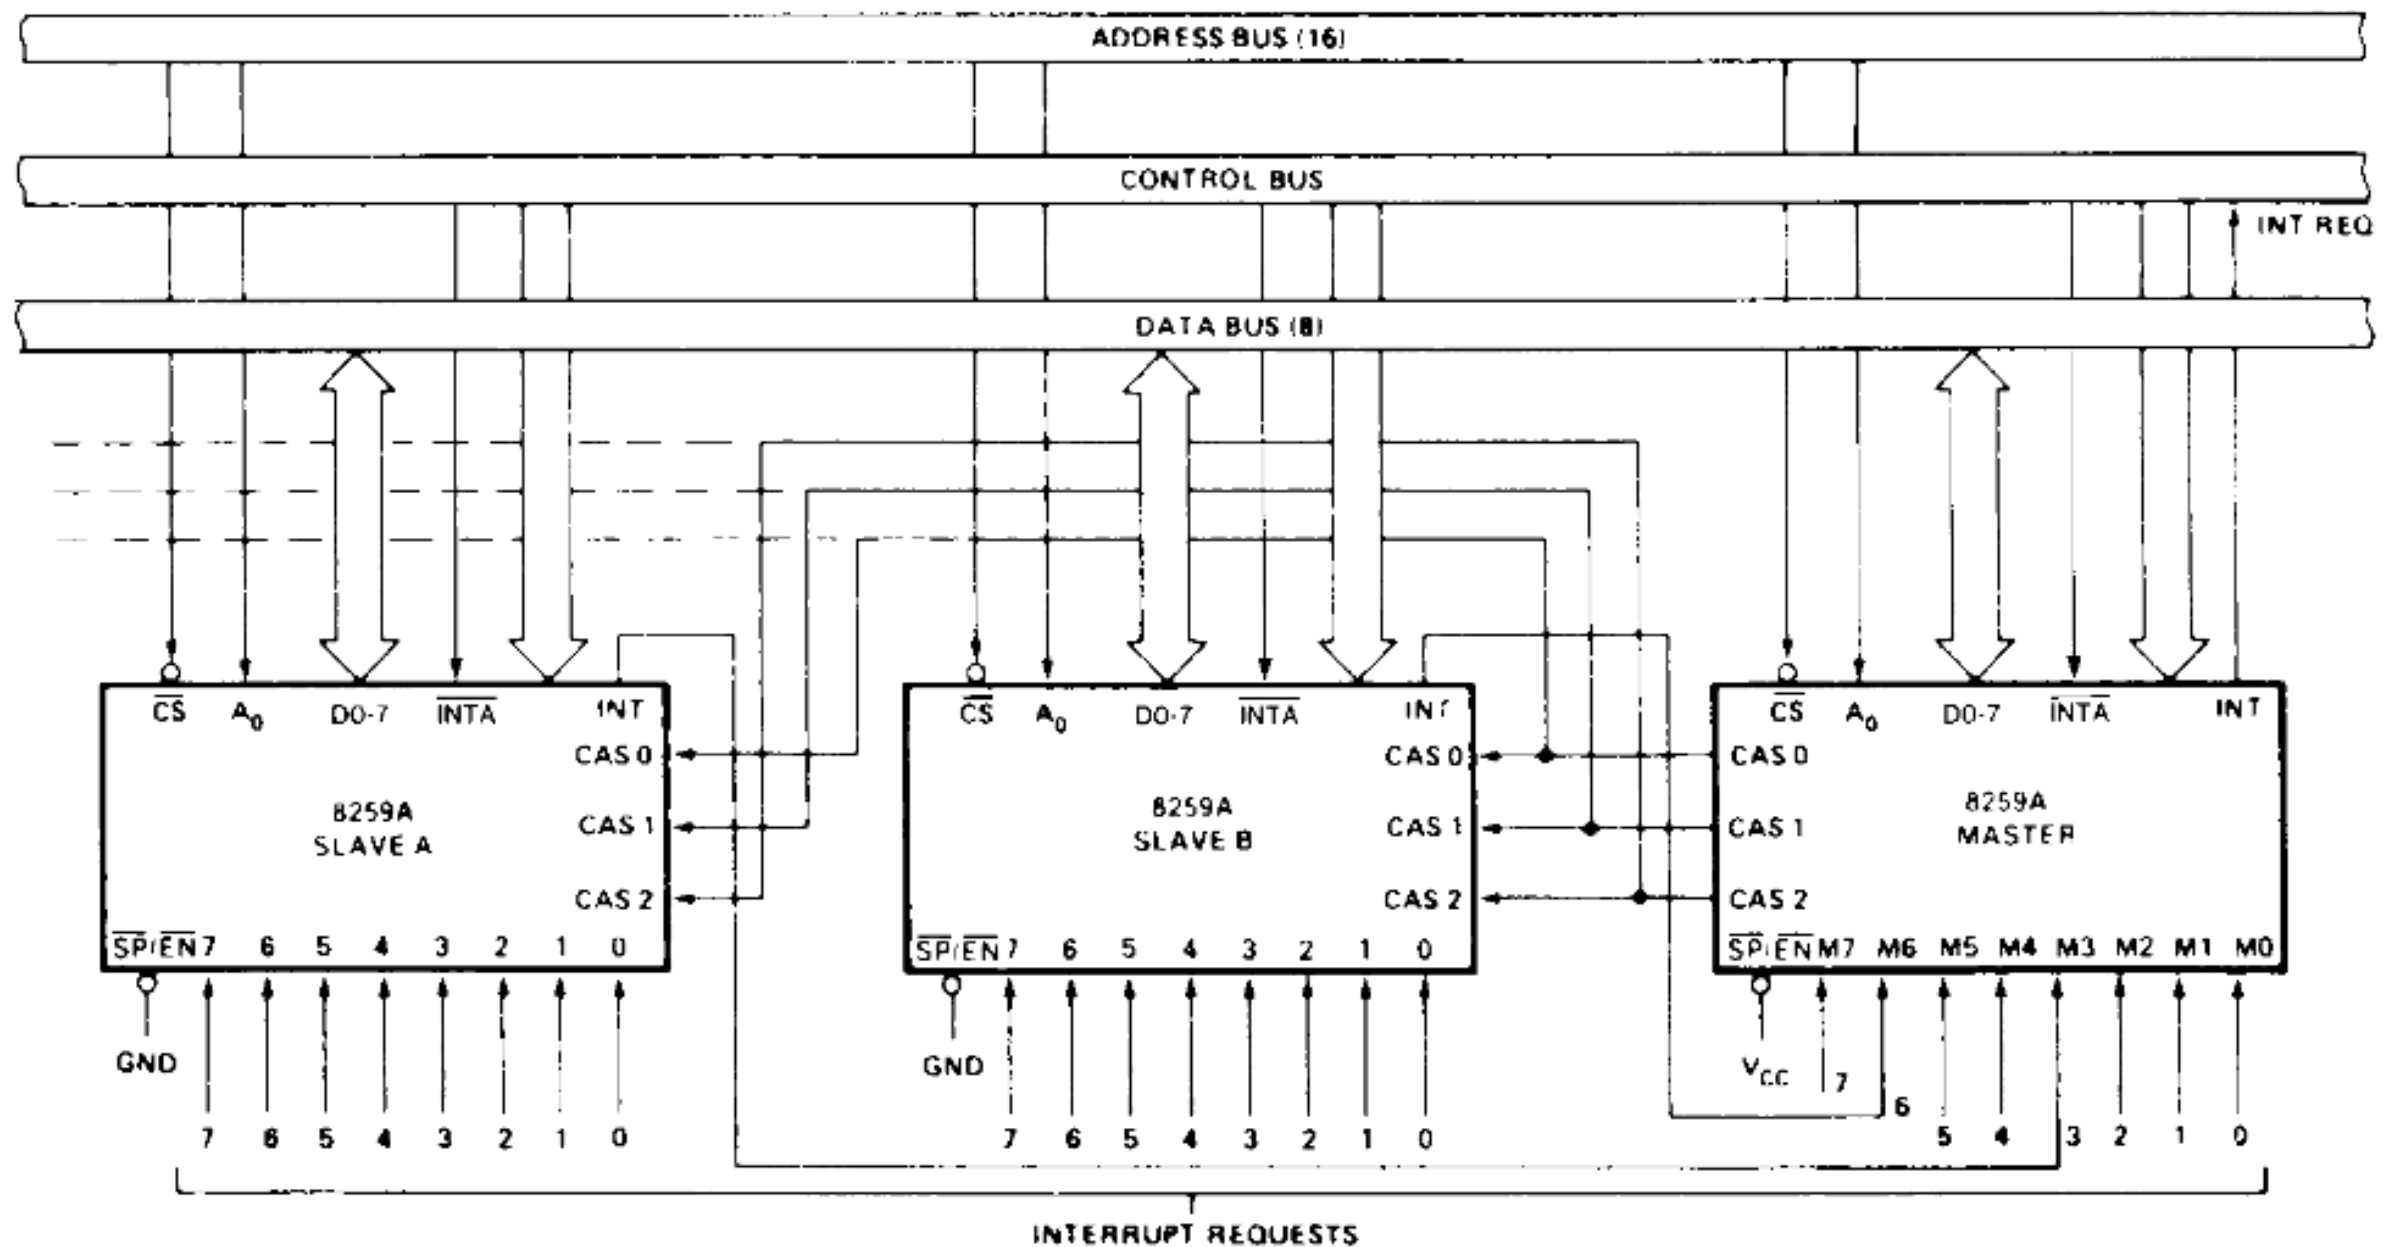 ADDRESS BUS (16)
CONTROL BUS
INT REQ
DATA BUS (8)
CS A0 D0-7 INTA INT
CAS 0
8259A
SLAVE A
CAS 1
CAS 2
SP/EN 7 6 5 4 3 2 1 0
GND
7 6 5 4 3 2 1 0
CS A0 D0-7 INTA INT
CAS 0
8259A
SLAVE B
CAS 1
CAS 2
SP/EN 7 6 5 4 3 2 1 0
GND
7 6 5 4 3 2 1 0
CS A0 D0-7 INTA INT
CAS 0
8259A
MASTER
CAS 1
CAS 2
SP/EN M7 M6 M5 M4 M3 M2 M1 M0
VCC 7 6
5 4 3 2 1 0
INTERRUPT REQUESTS